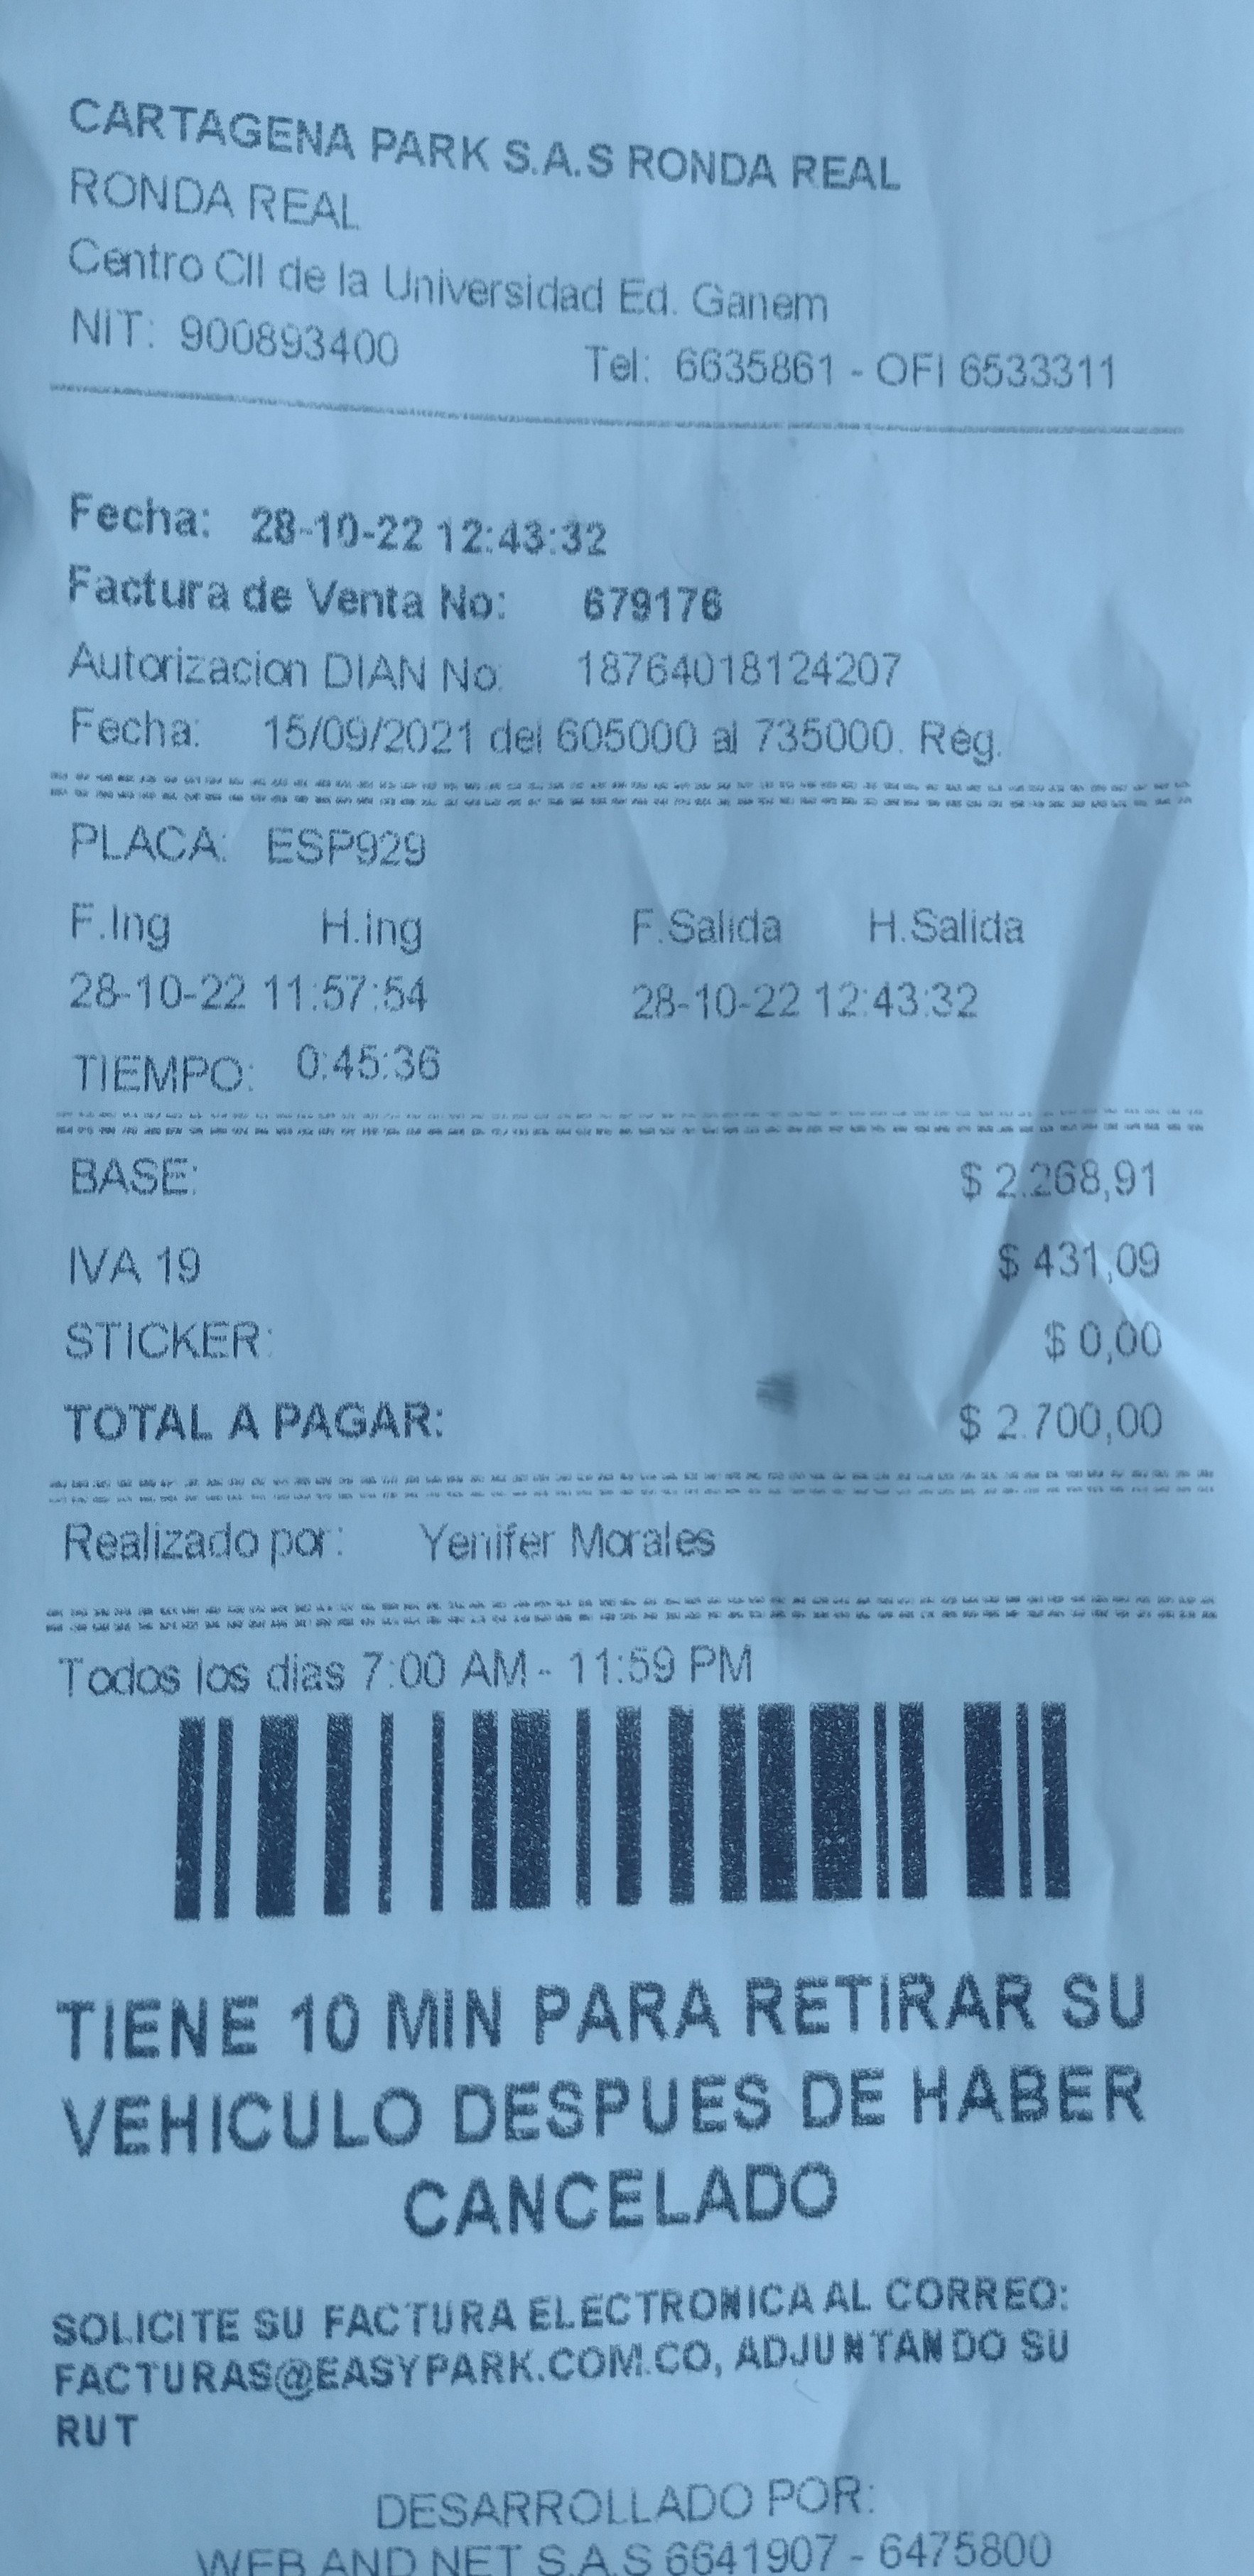 CARTAGENA PARK S.A.S RONDA REAL
RONDA REAL
Centro Cll de la Universidad Ed. Ganem
NIT: 900893400 Tel: 6635861 - OFI 6533311
Fecha: 28-10-22 12:43:32
Factura de Venta No: 679176
Autorizacion DIAN No: 18764018124207
Fecha: 15/09/2021 del 605000 al 735000. Reg.
PLACA: ESP929
F.Ing H.ing F.Salida H.Salida
28-10-22 11:57:54 28-10-22 12:43:32
TIEMPO: 0:45:36
BASE: $ 2.268,91
IVA 19 $ 431,09
STICKER: $ 0,00
TOTAL A PAGAR: $ 2.700,00
Realizado por: Yenifer Morales
Todos los dias 7:00 AM - 11:59 PM
TIENE 10 MIN PARA RETIRAR SU
VEHICULO DESPUES DE HABER
CANCELADO
SOLICITE SU FACTURA ELECTRONICA AL CORREO:
FACTURAS@EASYPARK.COM.CO, ADJUNTANDO SU
RUT
DESARROLLADO POR:
WEB AND NET S.A.S 6641907 - 6475800